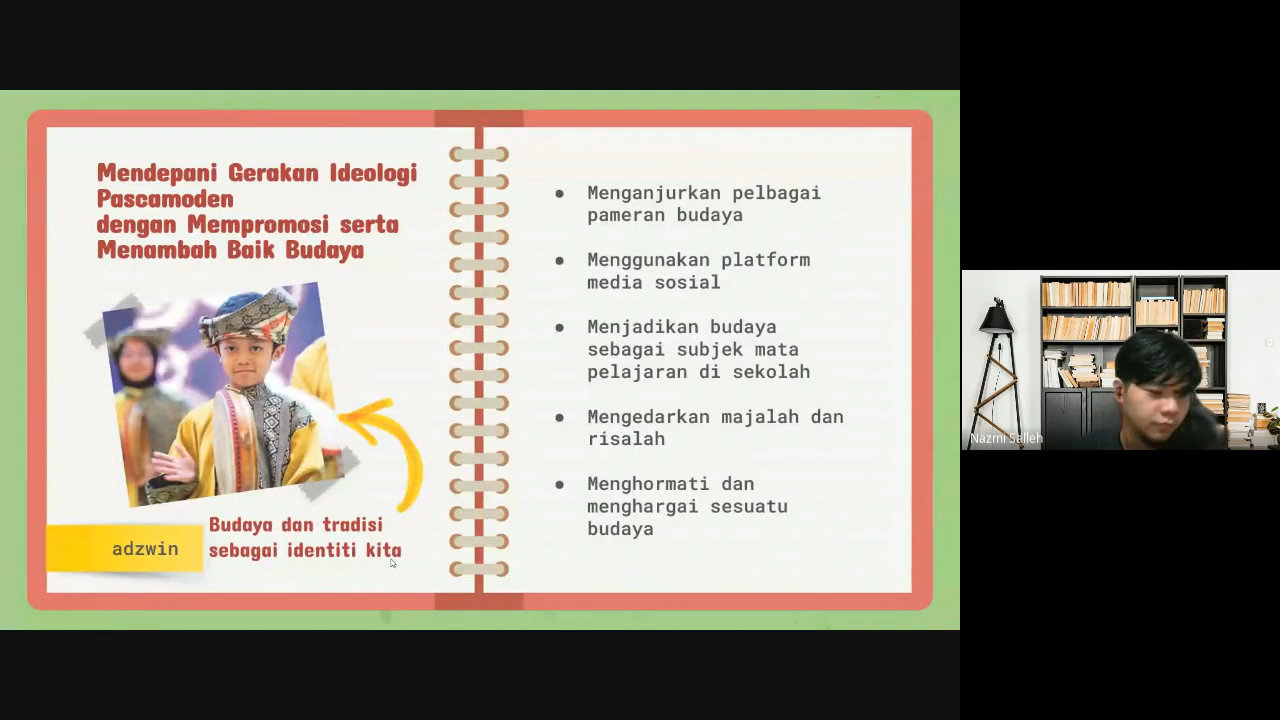 Mendepani Gerakan Ideologi
Pascamoden
dengan Mempromosi serta
Menambah Baik Budaya
Budaya dan tradisi
sebagai identiti kita
adzwin
● Menganjurkan pelbagai
pameran budaya
● Menggunakan platform
media sosial
● Menjadikan budaya
sebagai subjek mata
pelajaran di sekolah
● Mengedarkan majalah dan
risalah
● Menghormati dan
menghargai sesuatu
budaya
Nazmi Salleh